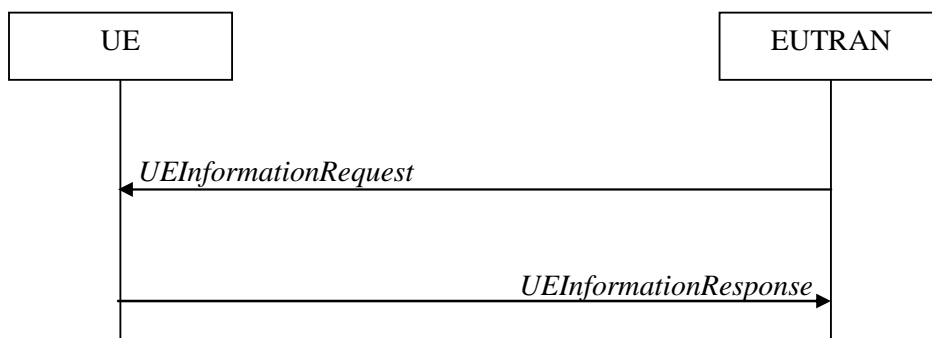 UE
EUTRAN
UEInformationRequest
UEInformationResponse